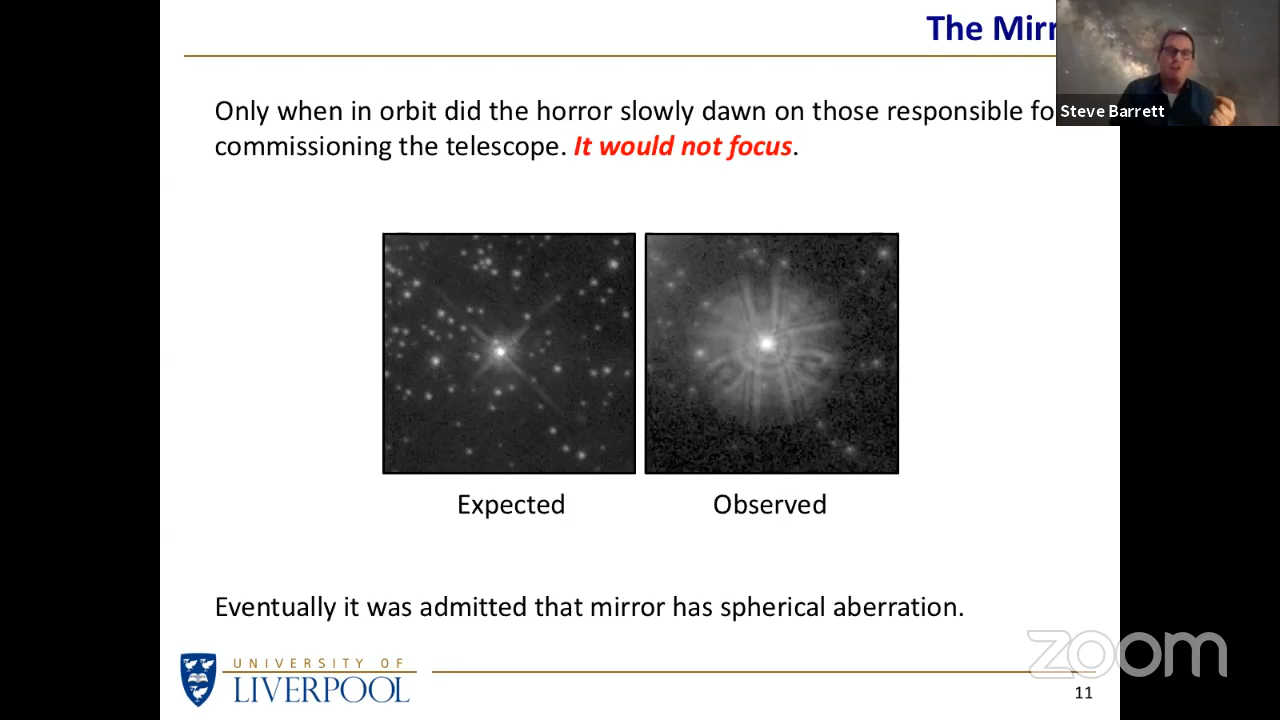 The Mirr
Steve Barrett
Only when in orbit did the horror slowly dawn on those responsible fo
commissioning the telescope. It would not focus.
Expected
Observed
Eventually it was admitted that mirror has spherical aberration.
UNIVERSITY OF
LIVERPOOL
zoom
11